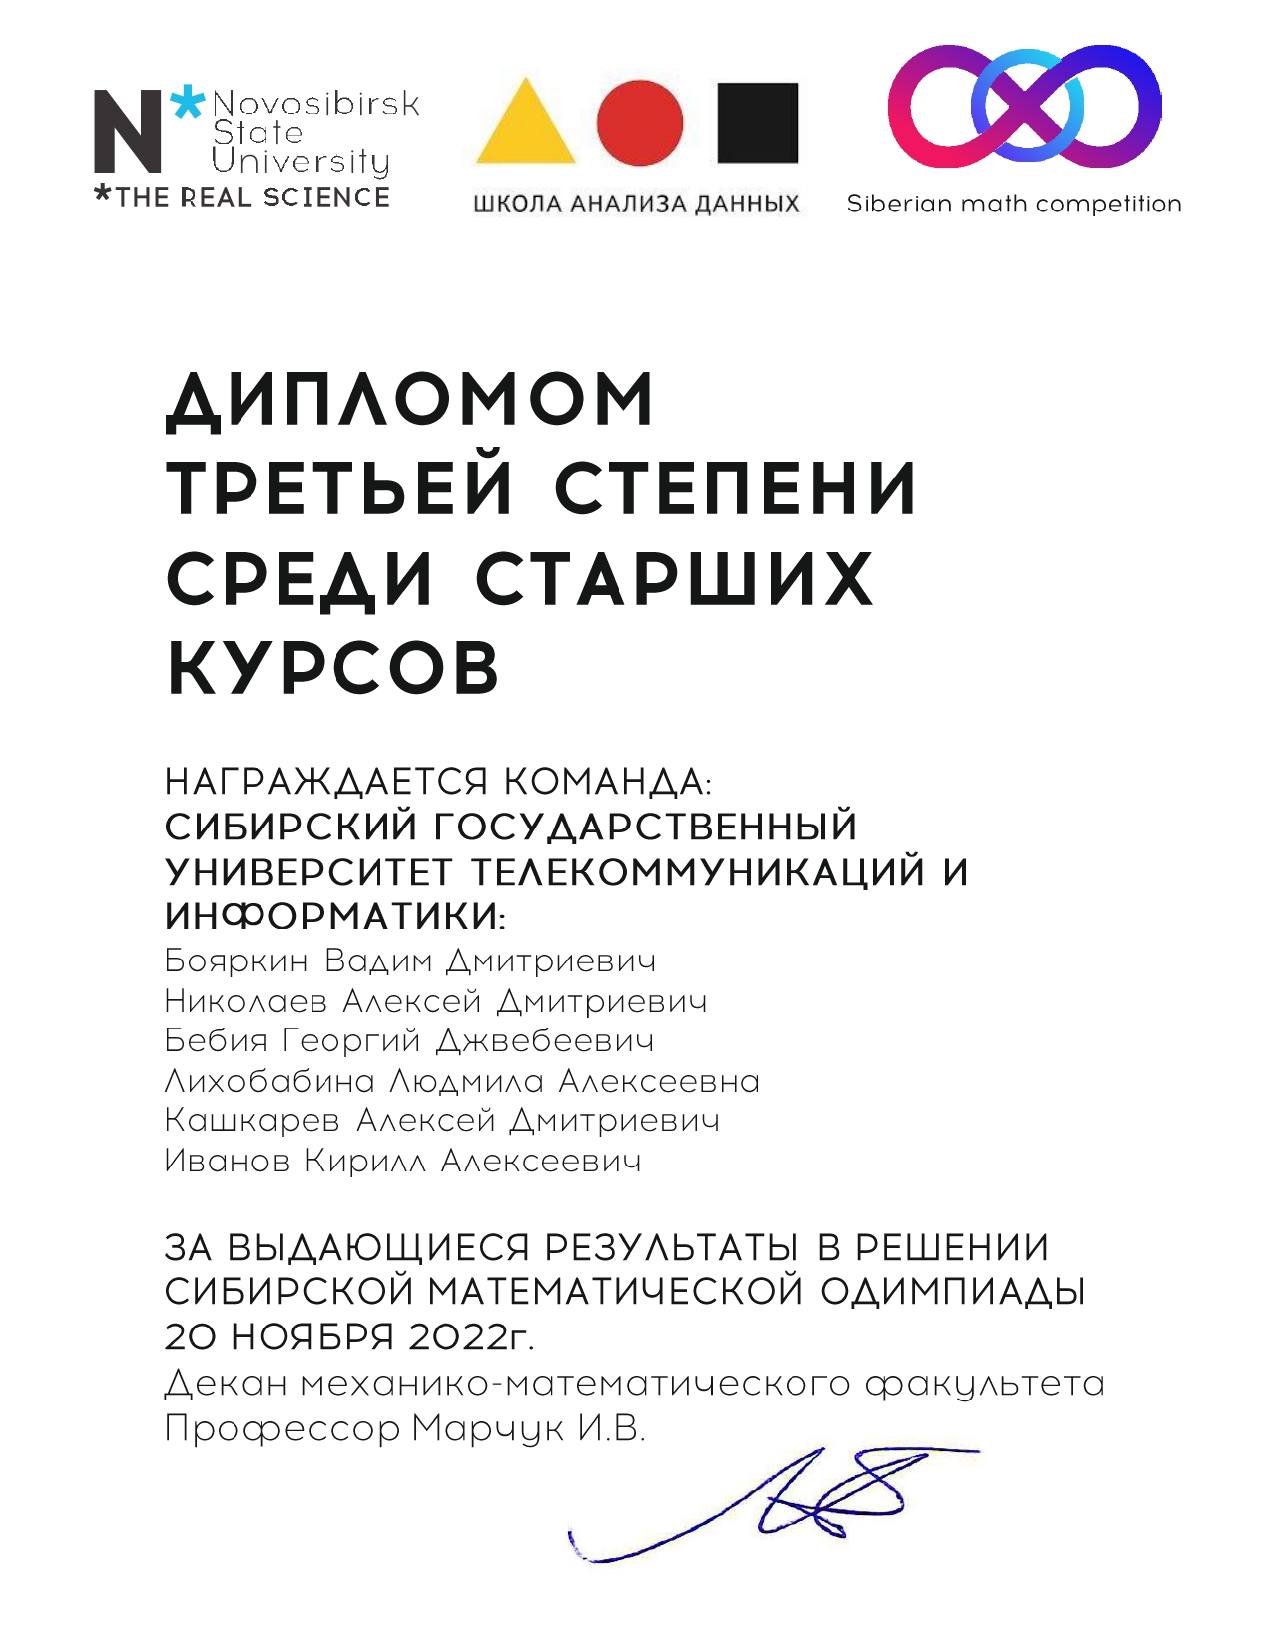 N*Novosibirsk
State
University
*THE REAL SCIENCE
ШКОЛА АНАЛИЗА ДАННЫХ
Siberian math competition
ДИПЛОМОМ
ТРЕТЬЕЙ СТЕПЕНИ
СРЕДИ СТАРШИХ
КУРСОВ
НАГРАЖДАЕТСЯ КОМАНДА:
СИБИРСКИЙ ГОСУДАРСТВЕННЫЙ
УНИВЕРСИТЕТ ТЕЛЕКОММУНИКАЦИЙ И
ИНФОРМАТИКИ:
Бояркин Вадим Дмитриевич
Николаев Алексей Дмитриевич
Бебия Георгий Джвебеевич
Лихобабина Людмила Алексеевна
Кашкарев Алексей Дмитриевич
Иванов Кирилл Алексеевич
ЗА ВЫДАЮЩИЕСЯ РЕЗУЛЬТАТЫ В РЕШЕНИИ
СИБИРСКОЙ МАТЕМАТИЧЕСКОЙ ОДИМПИАДЫ
20 НОЯБРЯ 2022г.
Декан механико-математического факультета
Профессор Марчук И.В.